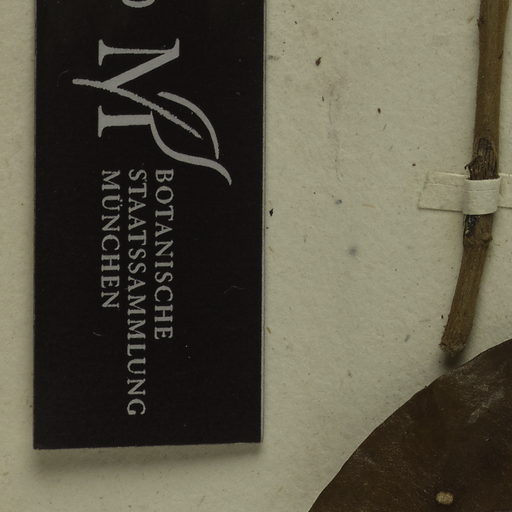 M
BOTANISCHE
STAATSSAMMLUNG
MÜNCHEN